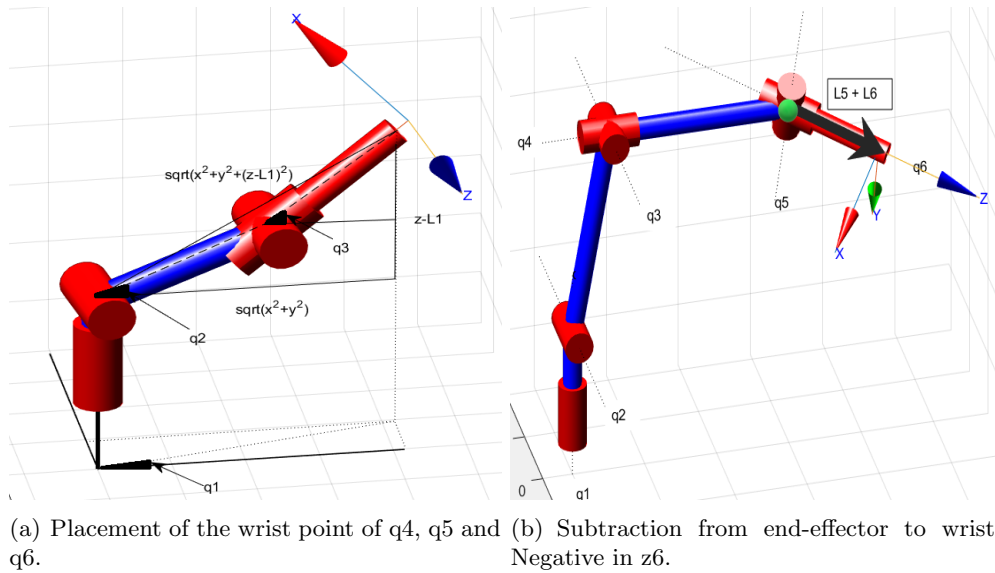 X
sqrt(x²+y²+(z-L1)²)
Z
z-L1
q3
sqrt(x²+y²)
q2
q1
L5 + L6
q4
q6
q5
Z
q3
Y
X
q2
0
q1
(a) Placement of the wrist point of q4, q5 and
q6.
(b) Subtraction from end-effector to wrist
Negative in z6.